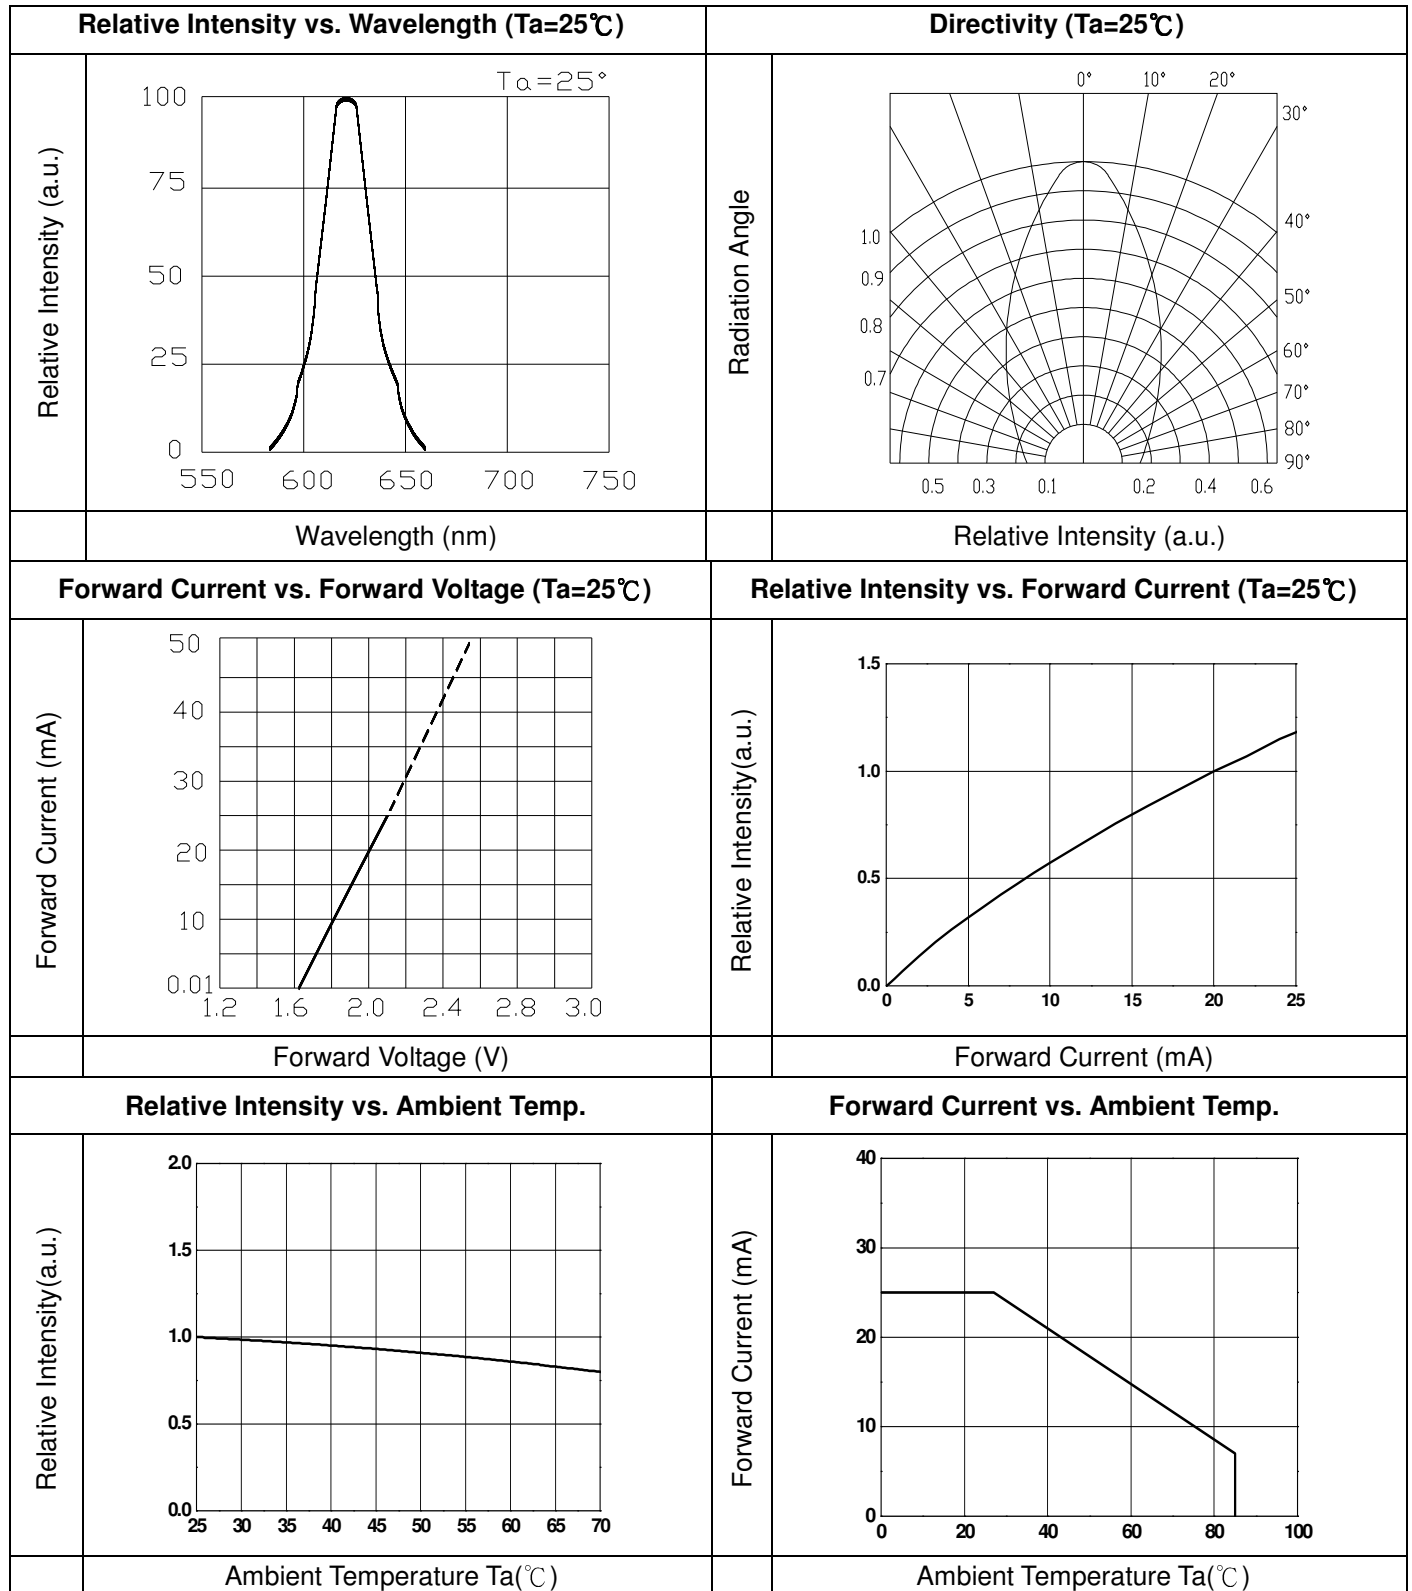 Relative Intensity vs. Wavelength (Ta=25℃)
Directivity (Ta=25℃)
Relative Intensity (a.u.)
Ta=25°
100
75
50
25
0
550 600 650 700 750
Wavelength (nm)
Radiation Angle
0° 10° 20°
30°
40°
50°
60°
70°
80°
90°
1.0
0.9
0.8
0.7
0.5 0.3 0.1 0.2 0.4 0.6
Relative Intensity (a.u.)
Forward Current vs. Forward Voltage (Ta=25℃)
Relative Intensity vs. Forward Current (Ta=25℃)
Forward Current (mA)
50
40
30
20
10
0.01
1.2 1.6 2.0 2.4 2.8 3.0
Forward Voltage (V)
Relative Intensity(a.u.)
1.5
1.0
0.5
0.0
0 5 10 15 20 25
Forward Current (mA)
Relative Intensity vs. Ambient Temp.
Forward Current vs. Ambient Temp.
Relative Intensity(a.u.)
2.0
1.5
1.0
0.5
0.0
25 30 35 40 45 50 55 60 65 70
Ambient Temperature Ta(℃)
Forward Current (mA)
40
30
20
10
0
0 20 40 60 80 100
Ambient Temperature Ta(℃)